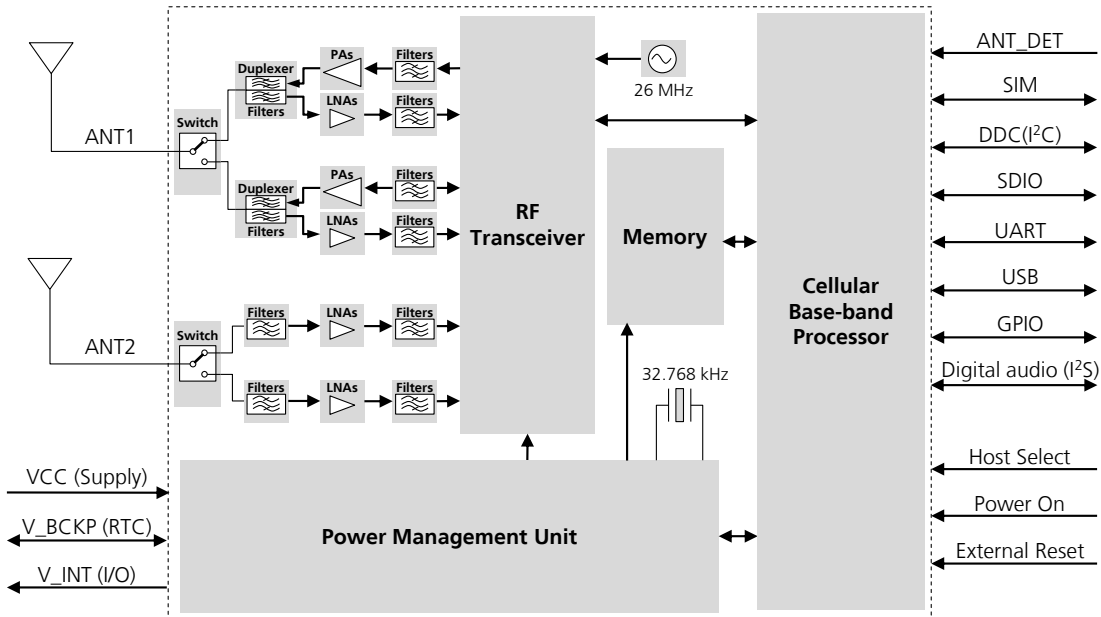 ANT1
ANT2
Switch
Duplexer
Filters
PAs
Filters
LNAs
Filters
Duplexer
Filters
PAs
Filters
LNAs
Filters
Switch
Filters
LNAs
Filters
Filters
LNAs
Filters
RF
Transceiver
26 MHz
Memory
32.768 kHz
Cellular
Base-band
Processor
Power Management Unit
VCC (Supply)
V_BCKP (RTC)
V_INT (I/O)
ANT_DET
SIM
DDC(I²C)
SDIO
UART
USB
GPIO
Digital audio (I²S)
Host Select
Power On
External Reset